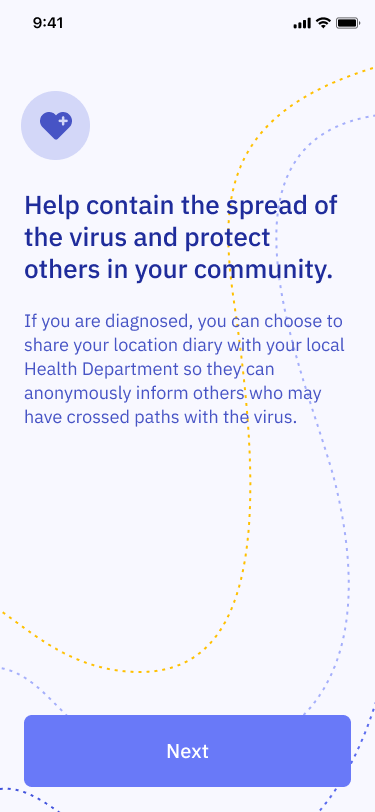 9:41
Help contain the spread of
the virus and protect
others in your community.
If you are diagnosed, you can choose to
share your location diary with your local
Health Department so they can
anonymously inform others who may
have crossed paths with the virus.
Next